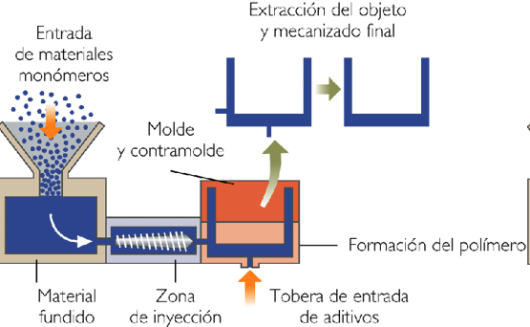 Extracción del objeto
y mecanizado final
Entrada
de materiales
monómeros
Molde
y contramolde
Formación del polímero
Material
fundido
Zona
de inyección
Tobera de entrada
de aditivos